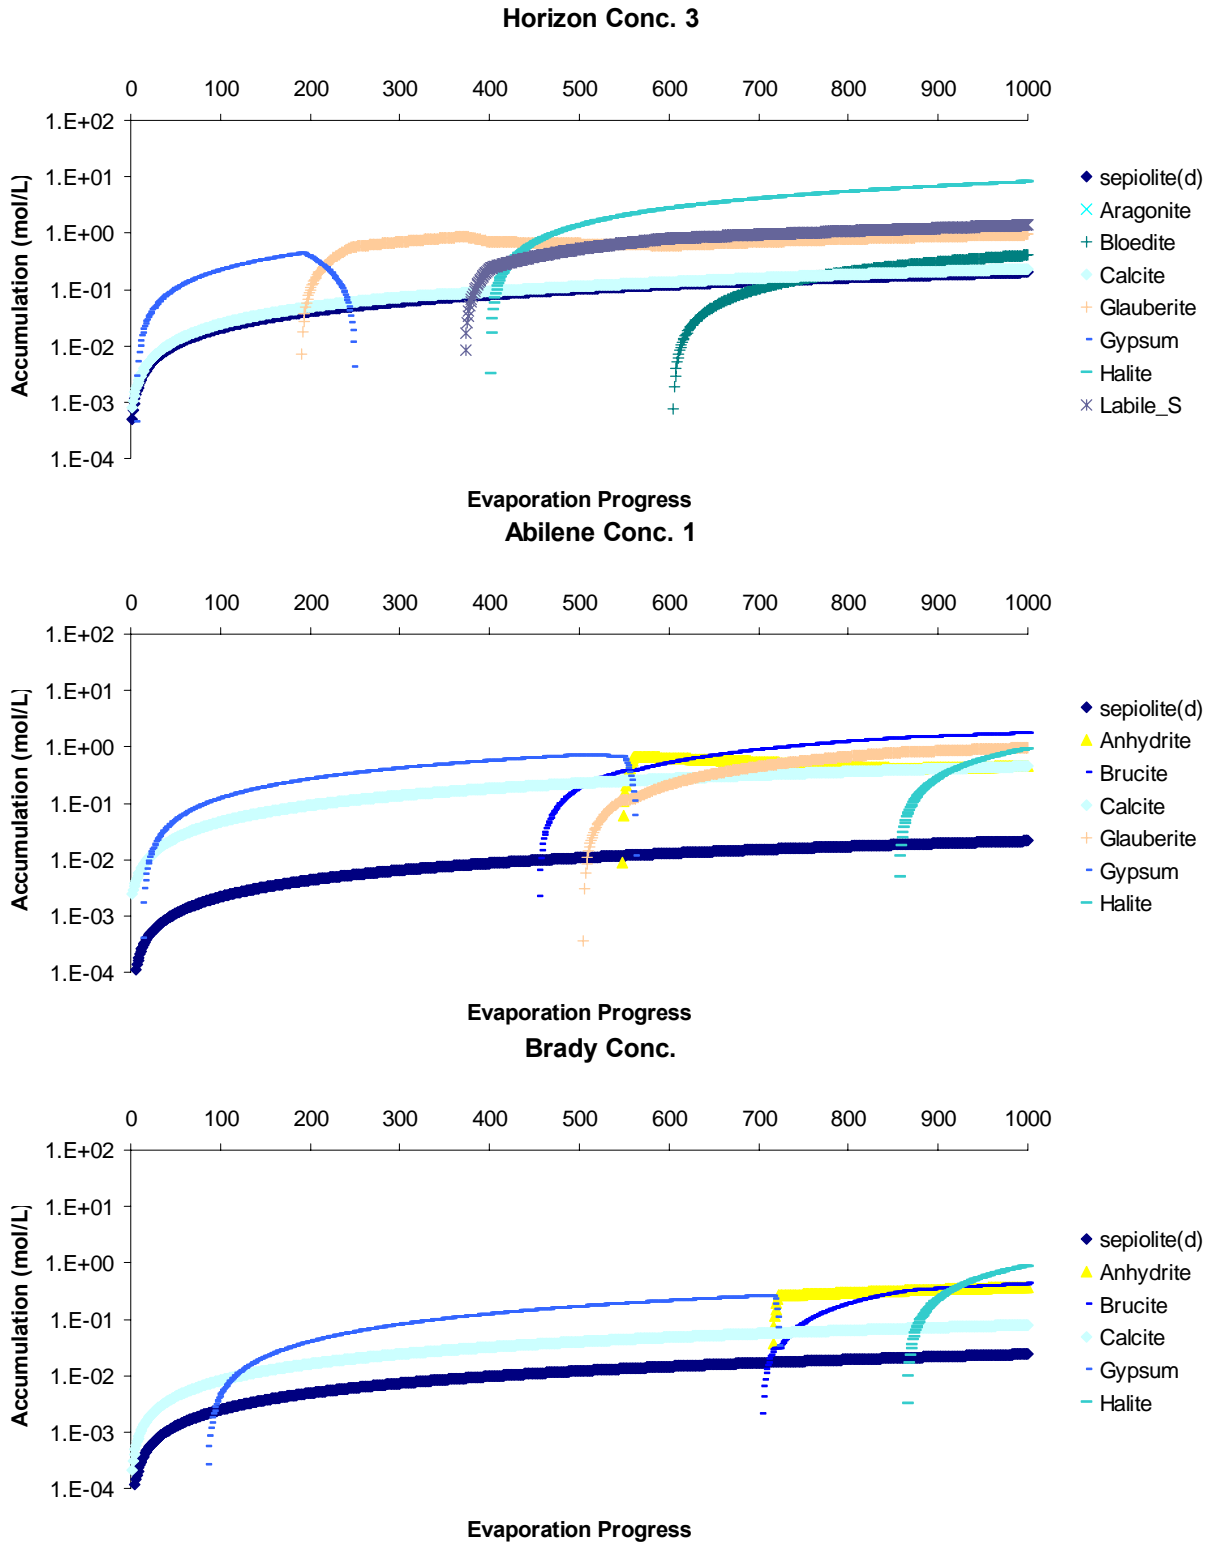 Horizon Conc. 3
0 100 200 300 400 500 600 700 800 900 1000
1.E+02
1.E+01
1.E+00
1.E-01
1.E-02
1.E-03
1.E-04
Accumulation (mol/L)
sepiolite(d)
Aragonite
Bloedite
Calcite
Glauberite
Gypsum
Halite
Labile_S
Evaporation Progress
Abilene Conc. 1
0 100 200 300 400 500 600 700 800 900 1000
1.E+02
1.E+01
1.E+00
1.E-01
1.E-02
1.E-03
1.E-04
Accumulation (mol/L)
sepiolite(d)
Anhydrite
Brucite
Calcite
Glauberite
Gypsum
Halite
Evaporation Progress
Brady Conc.
0 100 200 300 400 500 600 700 800 900 1000
1.E+02
1.E+01
1.E+00
1.E-01
1.E-02
1.E-03
1.E-04
Accumulation (mol/L)
sepiolite(d)
Anhydrite
Brucite
Calcite
Gypsum
Halite
Evaporation Progress